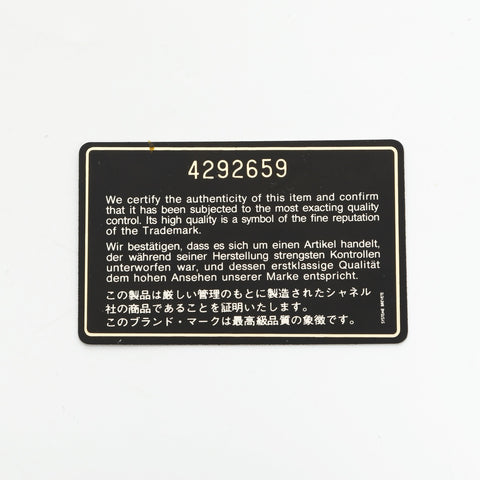 4292659
We certify the authenticity of this item and confirm
that it has been subjected to the most exacting quality
control. Its high quality is a symbol of the fine reputation
of the Trademark.
Wir bestätigen, dass es sich um einen Artikel handelt,
der während seiner Herstellung strengsten Kontrollen
unterworfen war, und dessen erstklassige Qualität
dem hohen Ansehen unserer Marke entspricht.
この製品は厳しい管理のもとに製造されたシャネル
社の商品であることを証明いたします。
このブランド・マークは最高級品質の象徴です。